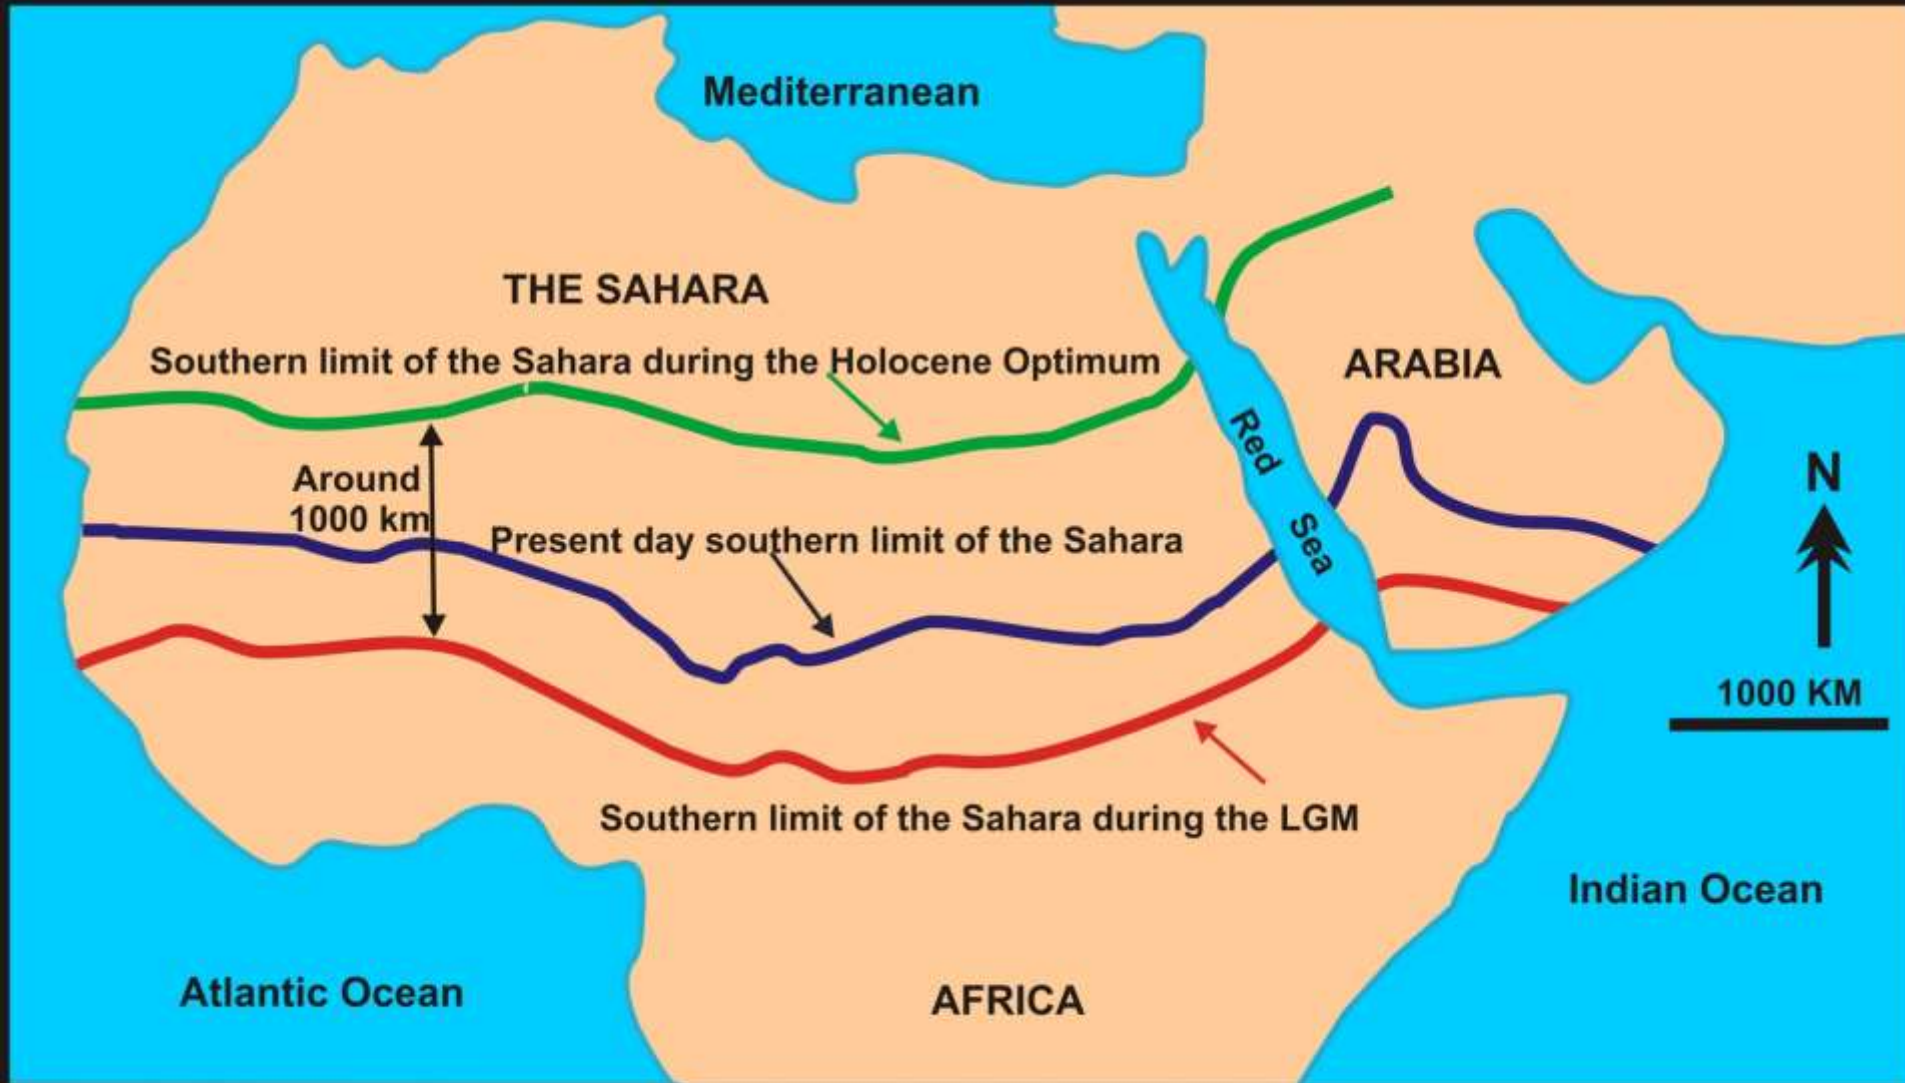 Mediterranean
THE SAHARA
Southern limit of the Sahara during the Holocene Optimum
ARABIA
Red
Sea
Around
1000 km
Present day southern limit of the Sahara
N
1000 KM
Southern limit of the Sahara during the LGM
Indian Ocean
Atlantic Ocean
AFRICA